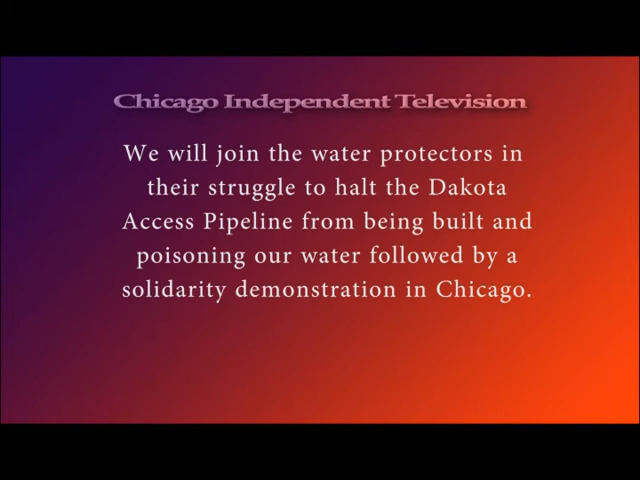 Chicago Independent Television
We will join the water protectors in
their struggle to halt the Dakota
Access Pipeline from being built and
poisoning our water followed by a
solidarity demonstration in Chicago.